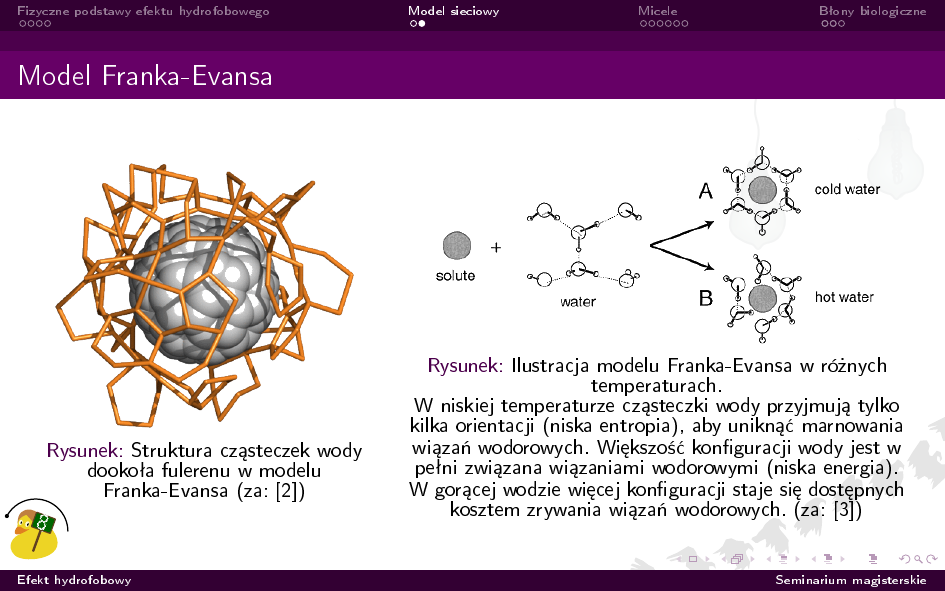 Fizyczne podstawy efektu hydrofobowego
Model sieciowy
Micele
Błony biologiczne
Model Franka-Evansa
A
cold water
+
solute
water
B
hot water
Rysunek: Struktura cząsteczek wody
dookoła fulerenu w modelu
Franka-Evansa (za: [2])
Rysunek: Ilustracja modelu Franka-Evansa w różnych
temperaturach.
W niskiej temperaturze cząsteczki wody przyjmują tylko
kilka orientacji (niska entropia), aby uniknąć marnowania
wiązań wodorowych. Większość konfiguracji wody jest w
pełni związana wiązaniami wodorowymi (niska energia).
W gorącej wodzie więcej konfiguracji staje się dostępnych
kosztem zrywania wiązań wodorowych. (za: [3])
8
Efekt hydrofobowy
Seminarium magisterskie